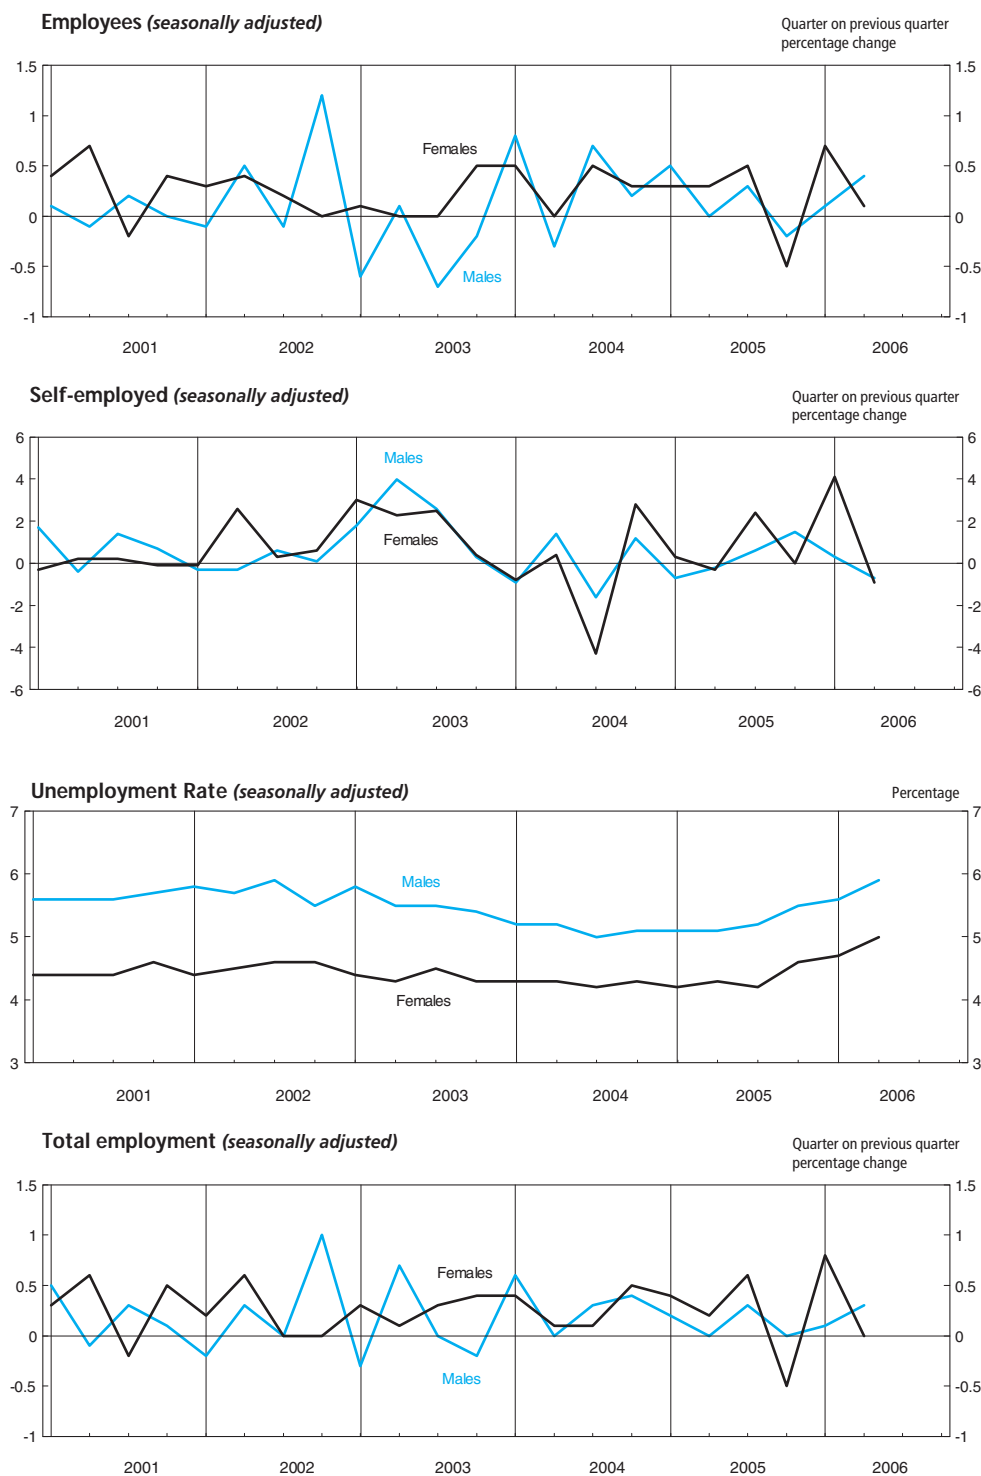 Employees (seasonally adjusted)
Quarter on previous quarter
percentage change
1.5 1.5
1 1
Females
0.5 0.5
0 0
-0.5 -0.5
Males
-1 -1
2001 2002 2003 2004 2005 2006
Self-employed (seasonally adjusted)
Quarter on previous quarter
percentage change
6 6
Males
4 4
2 2
Females
0 0
-2 -2
-4 -4
-6 -6
2001 2002 2003 2004 2005 2006
Unemployment Rate (seasonally adjusted)
Percentage
7 7
6 6
Males
5 5
4 4
Females
3 3
2001 2002 2003 2004 2005 2006
Total employment (seasonally adjusted)
Quarter on previous quarter
percentage change
1.5 1.5
1 1
Females
0.5 0.5
0 0
Males
-0.5 -0.5
-1 -1
2001 2002 2003 2004 2005 2006